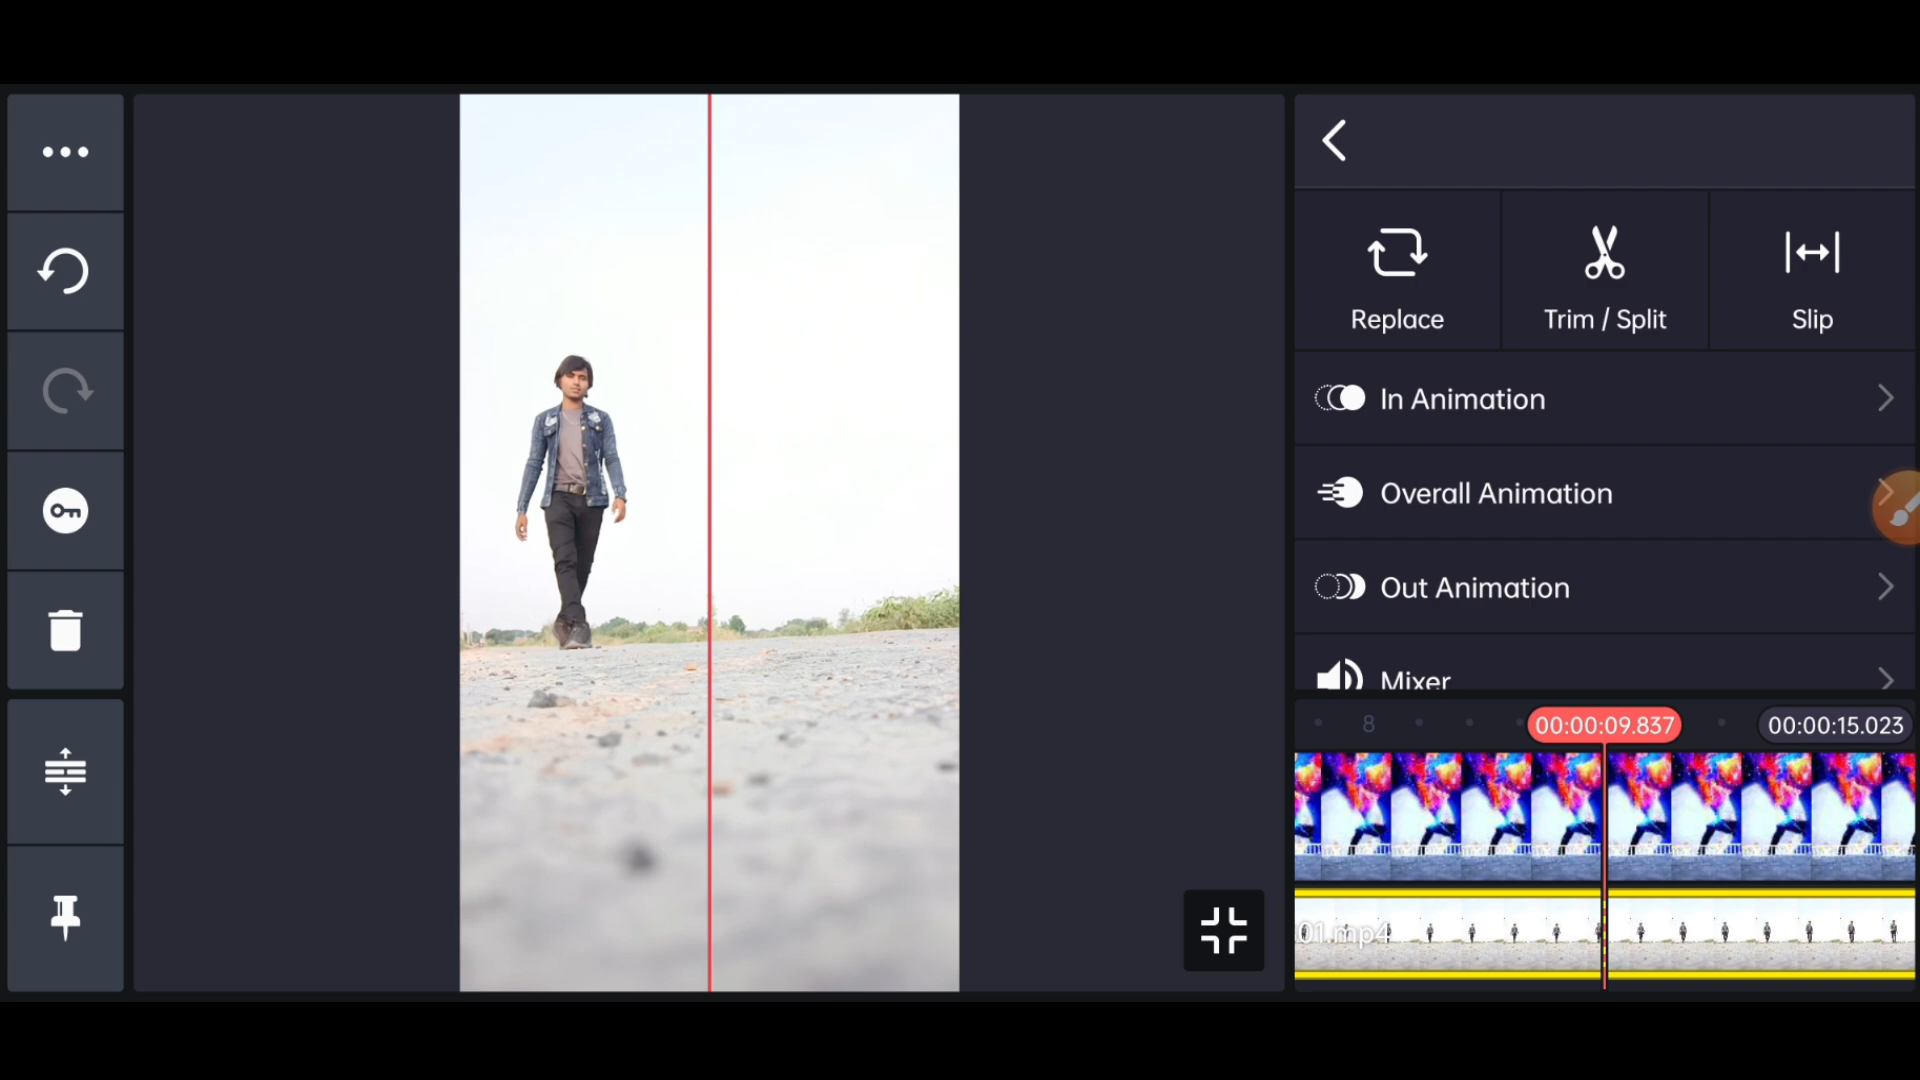 Replace
Trim / Split
Slip
In Animation
Overall Animation
Out Animation
Mixer
8
00:00:09.837
00:00:15.023
01.mp4